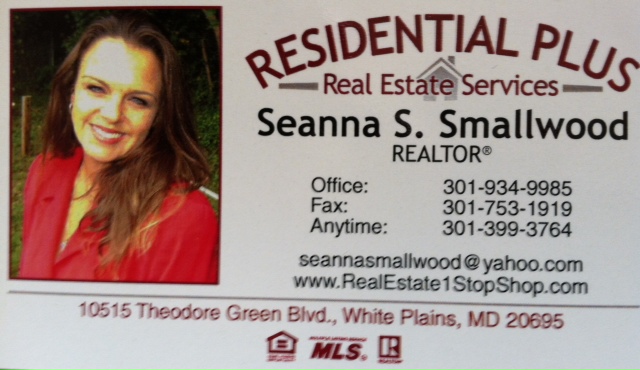 RESIDENTIAL PLUS
Real Estate Services
Seanna S. Smallwood
REALTOR®
Office: 301-934-9985
Fax: 301-753-1919
Anytime: 301-399-3764
seannasmallwood@yahoo.com
www.RealEstate1StopShop.com
10515 Theodore Green Blvd., White Plains, MD 20695
MLS® R